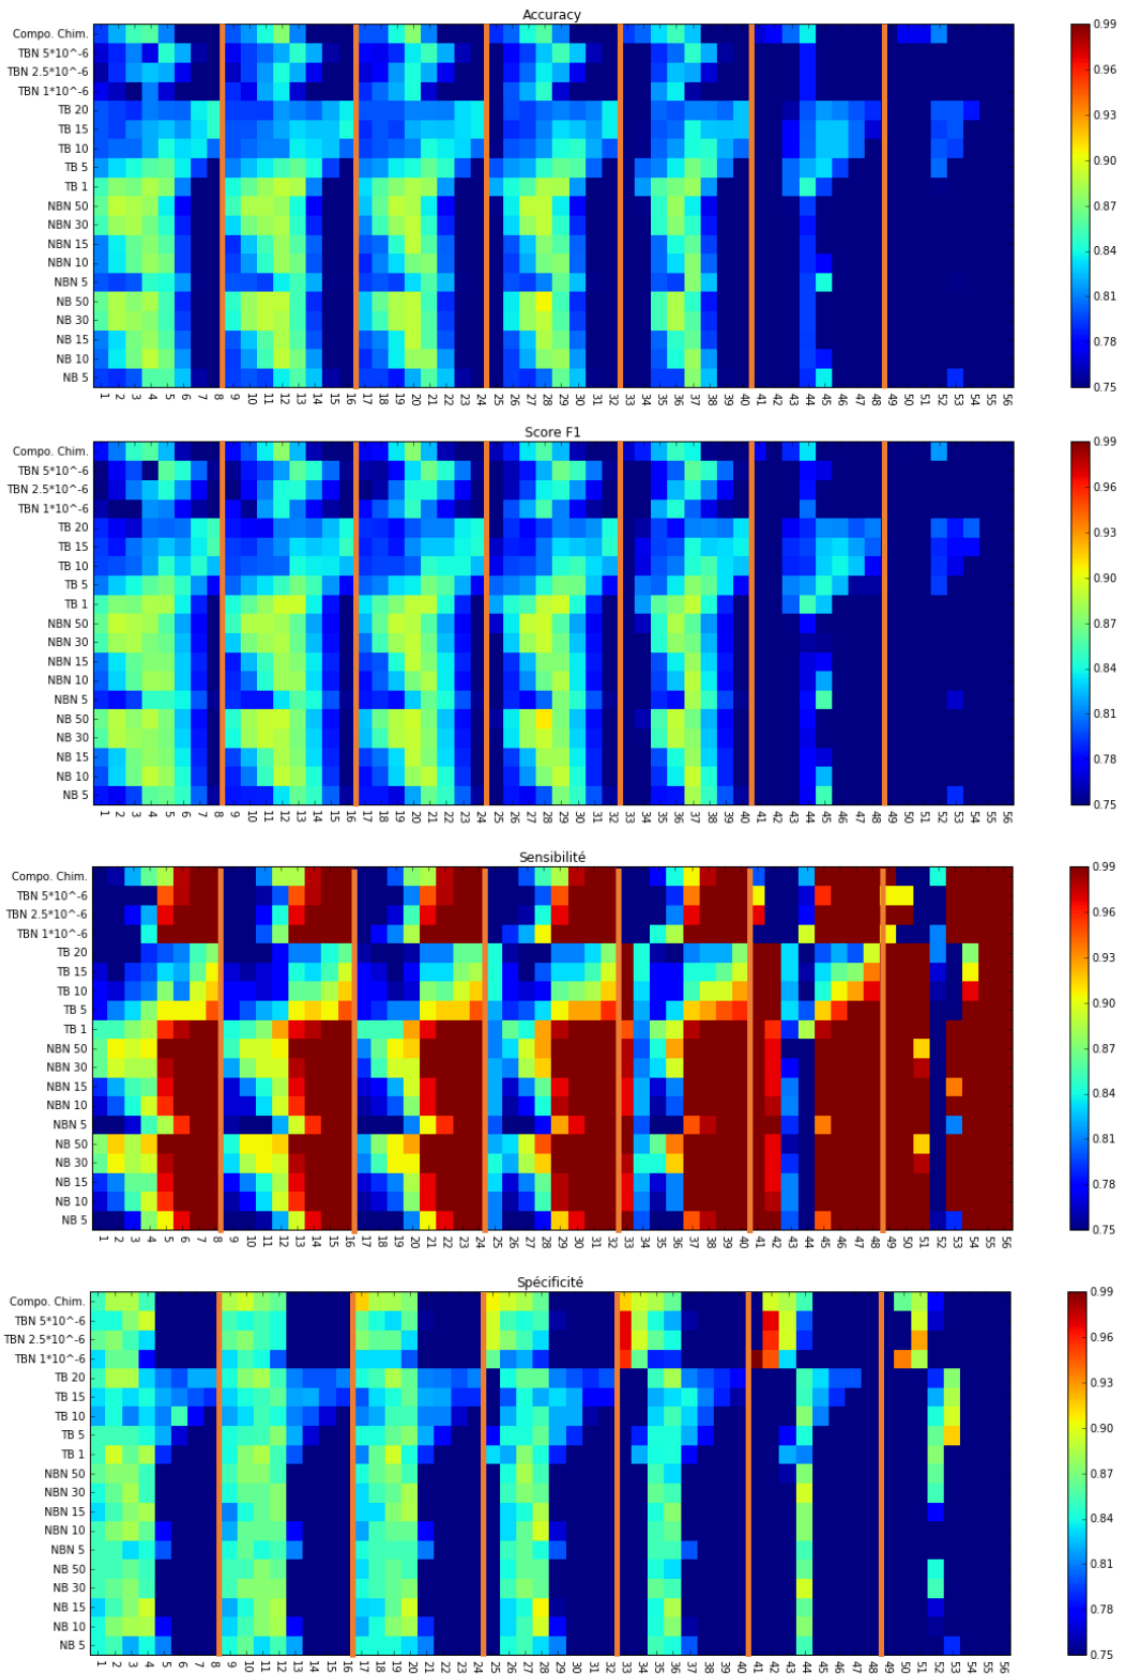 Accuracy
Compo. Chim.
TBN 5*10^-6
TBN 2.5*10^-6
TBN 1*10^-6
TB 20
TB 15
TB 10
TB 5
TB 1
NBN 50
NBN 30
NBN 15
NBN 10
NBN 5
NB 50
NB 30
NB 15
NB 10
NB 5
1 2 3 4 5 6 7 8 9 10 11 12 13 14 15 16 17 18 19 20 21 22 23 24 25 26 27 28 29 30 31 32 33 34 35 36 37 38 39 40 41 42 43 44 45 46 47 48 49 50 51 52 53 54 55 56
0.99
0.96
0.93
0.90
0.87
0.84
0.81
0.78
0.75
Score F1
Compo. Chim.
TBN 5*10^-6
TBN 2.5*10^-6
TBN 1*10^-6
TB 20
TB 15
TB 10
TB 5
TB 1
NBN 50
NBN 30
NBN 15
NBN 10
NBN 5
NB 50
NB 30
NB 15
NB 10
NB 5
1 2 3 4 5 6 7 8 9 10 11 12 13 14 15 16 17 18 19 20 21 22 23 24 25 26 27 28 29 30 31 32 33 34 35 36 37 38 39 40 41 42 43 44 45 46 47 48 49 50 51 52 53 54 55 56
0.99
0.96
0.93
0.90
0.87
0.84
0.81
0.78
0.75
Sensibilité
Compo. Chim.
TBN 5*10^-6
TBN 2.5*10^-6
TBN 1*10^-6
TB 20
TB 15
TB 10
TB 5
TB 1
NBN 50
NBN 30
NBN 15
NBN 10
NBN 5
NB 50
NB 30
NB 15
NB 10
NB 5
1 2 3 4 5 6 7 8 9 10 11 12 13 14 15 16 17 18 19 20 21 22 23 24 25 26 27 28 29 30 31 32 33 34 35 36 37 38 39 40 41 42 43 44 45 46 47 48 49 50 51 52 53 54 55 56
0.99
0.96
0.93
0.90
0.87
0.84
0.81
0.78
0.75
Spécificité
Compo. Chim.
TBN 5*10^-6
TBN 2.5*10^-6
TBN 1*10^-6
TB 20
TB 15
TB 10
TB 5
TB 1
NBN 50
NBN 30
NBN 15
NBN 10
NBN 5
NB 50
NB 30
NB 15
NB 10
NB 5
1 2 3 4 5 6 7 8 9 10 11 12 13 14 15 16 17 18 19 20 21 22 23 24 25 26 27 28 29 30 31 32 33 34 35 36 37 38 39 40 41 42 43 44 45 46 47 48 49 50 51 52 53 54 55 56
0.99
0.96
0.93
0.90
0.87
0.84
0.81
0.78
0.75